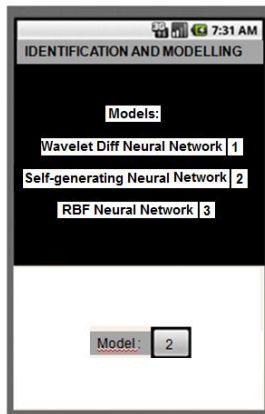 3G 7:31 AM
IDENTIFICATION AND MODELLING
Models:
Wavelet Diff Neural Network 1
Self-generating Neural Network 2
RBF Neural Network 3
Model: 2